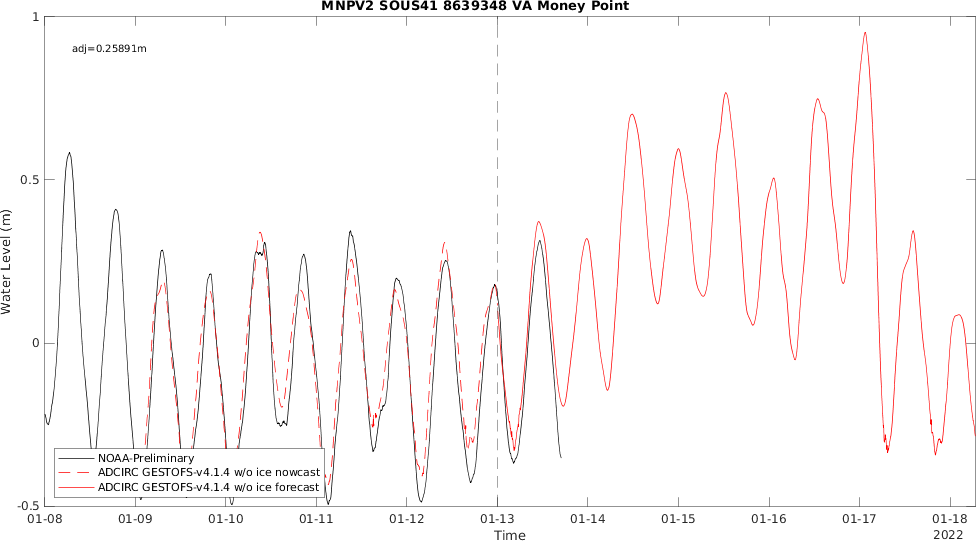 MNPV2 SOUS41 8639348 VA Money Point
1
adj=0.25891m
0.5
Water Level (m)
0
NOAA-Preliminary
ADCIRC GESTOFS-v4.1.4 w/o ice nowcast
ADCIRC GESTOFS-v4.1.4 w/o ice forecast
-0.5
01-08 01-09 01-10 01-11 01-12 01-13 01-14 01-15 01-16 01-17 01-18
Time 2022